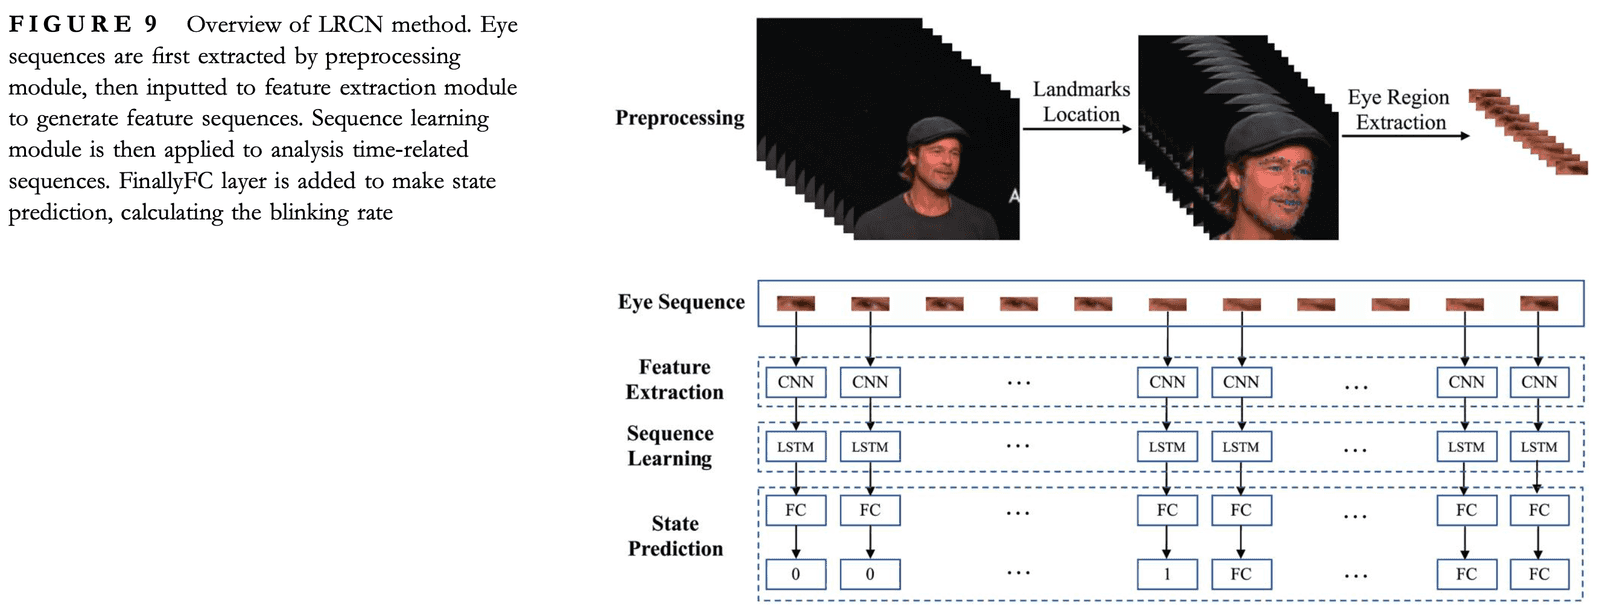 FIGURE 9 Overview of LRCN method. Eye
sequences are first extracted by preprocessing
module, then inputted to feature extraction module
to generate feature sequences. Sequence learning
module is then applied to analysis time-related
sequences. FinallyFC layer is added to make state
prediction, calculating the blinking rate
Preprocessing
Landmarks
Location
Eye Region
Extraction
A
Eye Sequence
Feature
Extraction
CNN CNN ... CNN CNN ... CNN CNN
Sequence
Learning
LSTM LSTM ... LSTM LSTM ... LSTM LSTM
State
Prediction
FC FC ... FC FC ... FC FC
0 0 ... 1 FC ... FC FC